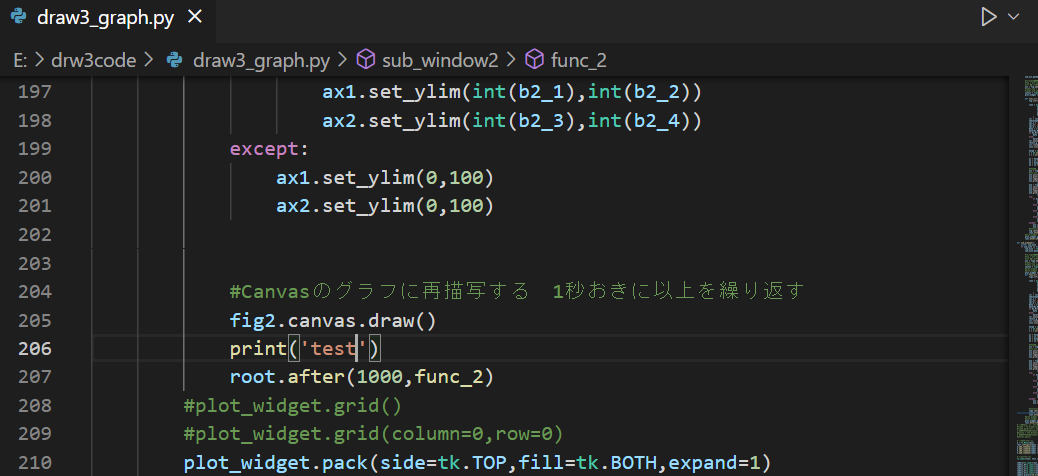 draw3_graph.py
E: > drw3code > draw3_graph.py > sub_window2 > func_2
197 ax1.set_ylim(int(b2_1),int(b2_2))
198 ax2.set_ylim(int(b2_3),int(b2_4))
199 except:
200 ax1.set_ylim(0,100)
201 ax2.set_ylim(0,100)
202
203
204 #Canvasのグラフに再描写する　1秒おきに以上を繰り返す
205 fig2.canvas.draw()
206 print('test')
207 root.after(1000,func_2)
208 #plot_widget.grid()
209 #plot_widget.grid(column=0,row=0)
210 plot_widget.pack(side=tk.TOP,fill=tk.BOTH,expand=1)